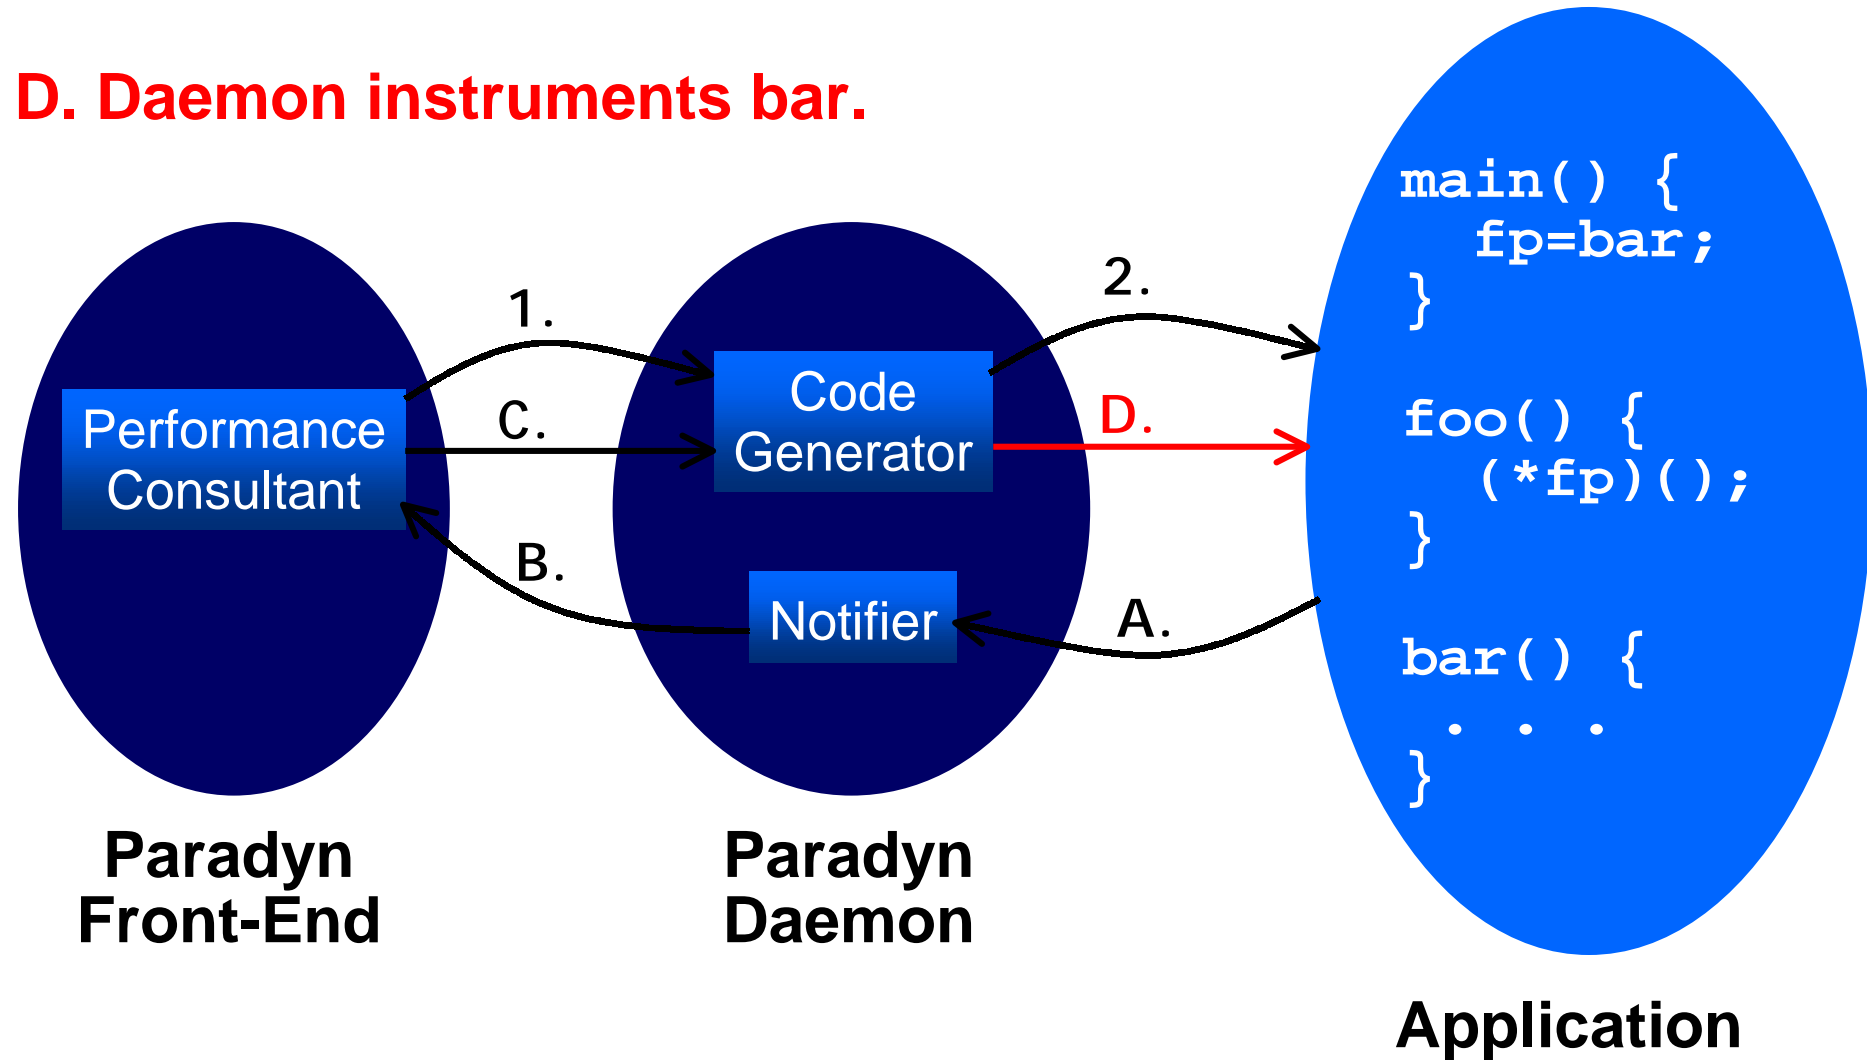 D. Daemon instruments bar.
1.
C.
B.
2.
D.
A.
Performance
Consultant
Code
Generator
Notifier
main() {
fp=bar;
}
foo() {
(*fp)();
}
bar() {
. . .
}
Paradyn
Front-End
Paradyn
Daemon
Application